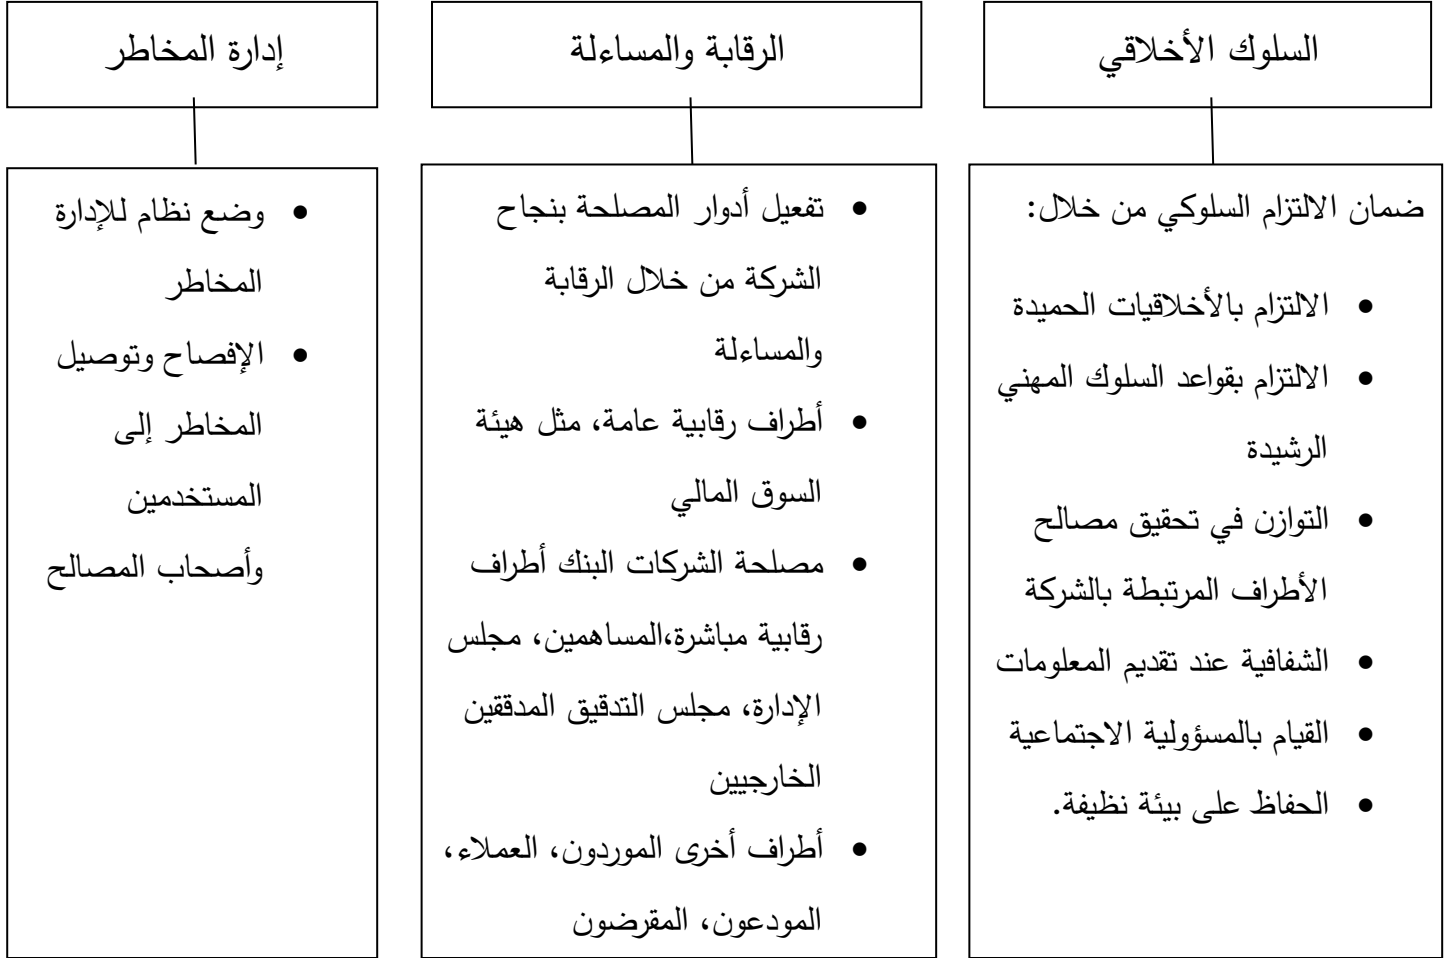 السلوك الأخلاقي
ضمان الالتزام السلوكي من خلال:
• الالتزام بالأخلاقيات الحميدة
• الالتزام بقواعد السلوك المهني
الرشيدة
• التوازن في تحقيق مصالح
الأطراف المرتبطة بالشركة
• الشفافية عند تقديم المعلومات
• القيام بالمسؤولية الاجتماعية
• الحفاظ على بيئة نظيفة.
الرقابة والمساءلة
• تفعيل أدوار المصلحة بنجاح
الشركة من خلال الرقابة
والمساءلة
• أطراف رقابية عامة، مثل هيئة
السوق المالي
• مصلحة الشركات البنك أطراف
رقابية مباشرة،المساهمين، مجلس
الإدارة، مجلس التدقيق المدققين
الخارجيين
• أطراف أخرى الموردون، العملاء،
المودعون، المقرضون
إدارة المخاطر
• وضع نظام للإدارة
المخاطر
• الإفصاح وتوصيل
المخاطر إلى
المستخدمين
وأصحاب المصالح